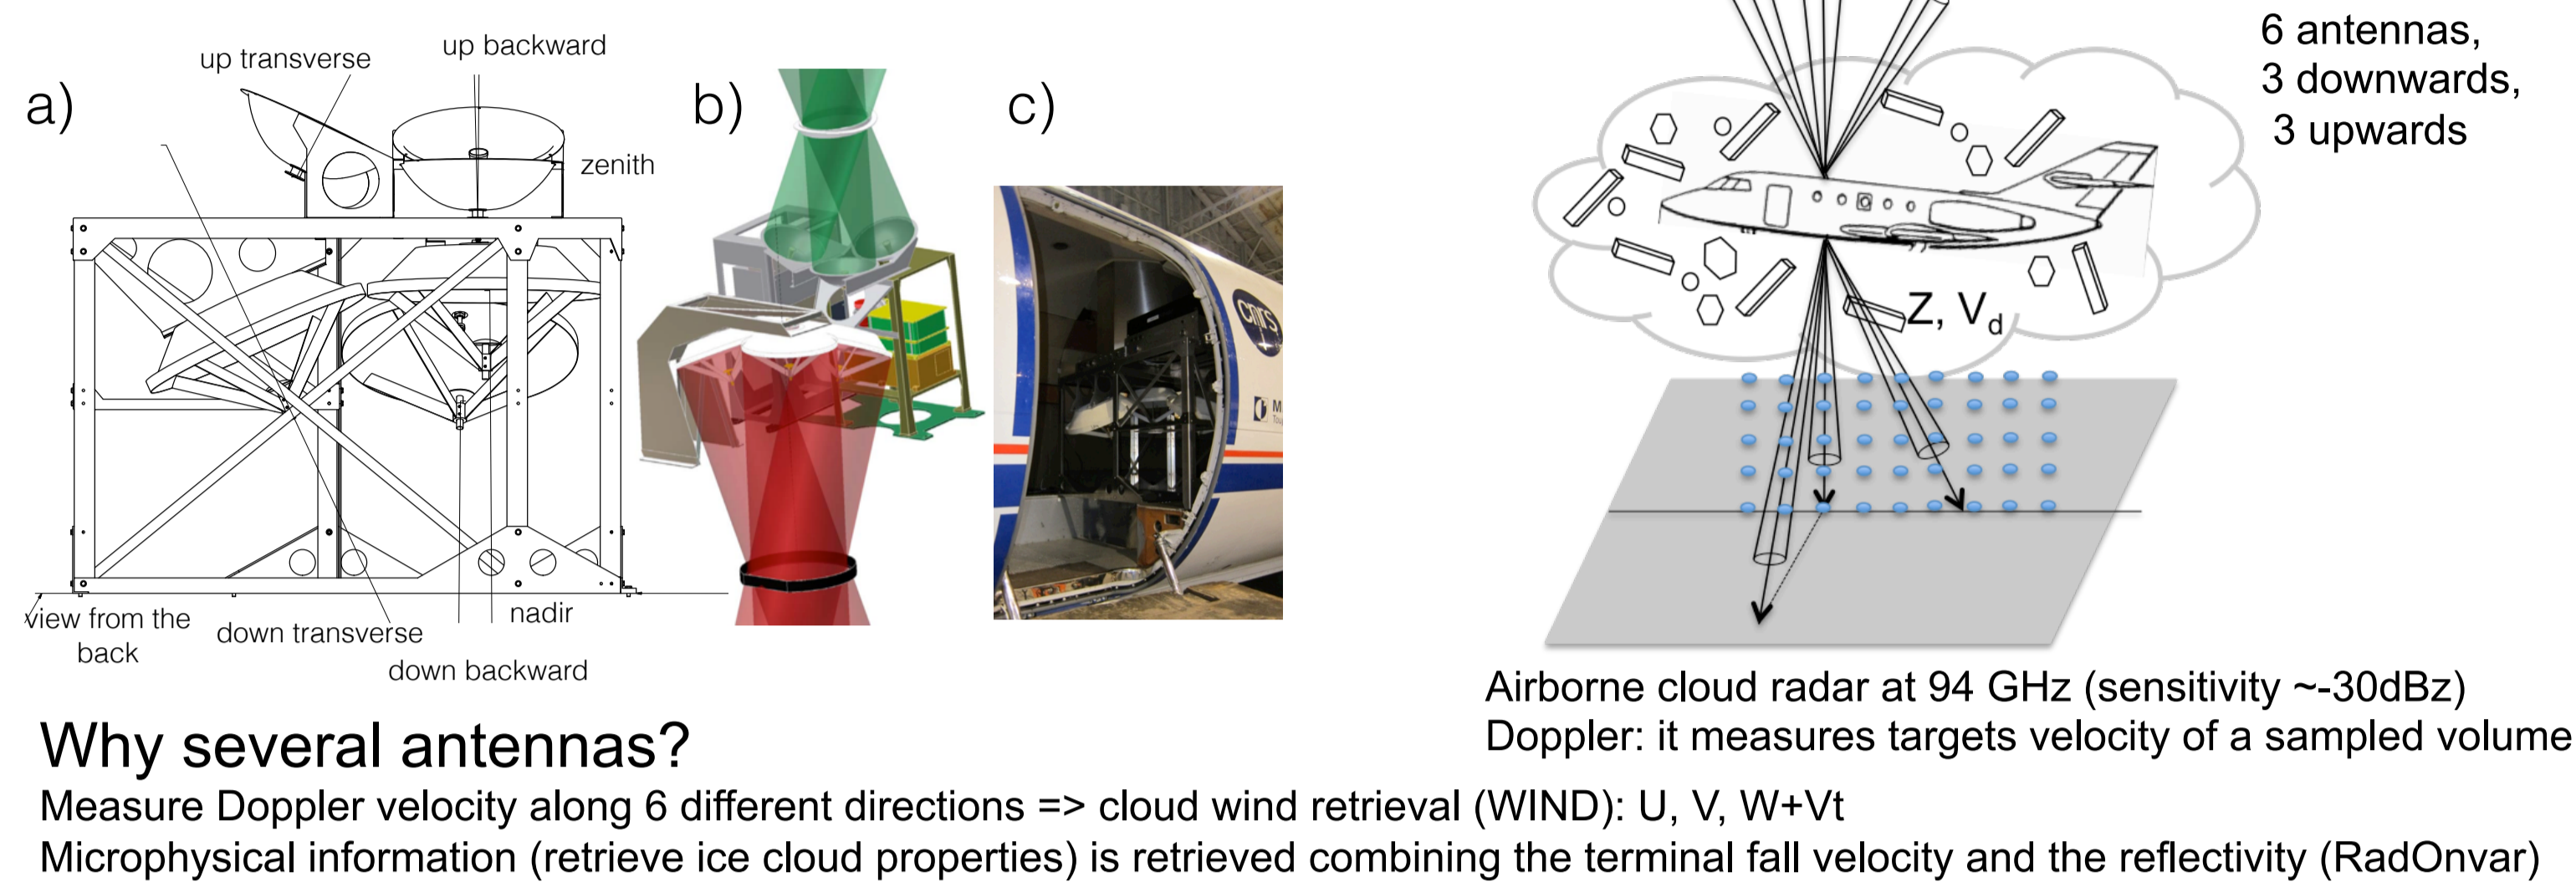 a)
up transverse
up backward
zenith
view from the
back
down transverse
nadir
down backward
b)
c)
cnrs
M
6 antennas,
3 downwards,
3 upwards
Z, Vd
Airborne cloud radar at 94 GHz (sensitivity ~-30dBz)
Doppler: it measures targets velocity of a sampled volume
Why several antennas?
Measure Doppler velocity along 6 different directions => cloud wind retrieval (WIND): U, V, W+Vt
Microphysical information (retrieve ice cloud properties) is retrieved combining the terminal fall velocity and the reflectivity (RadOnvar)